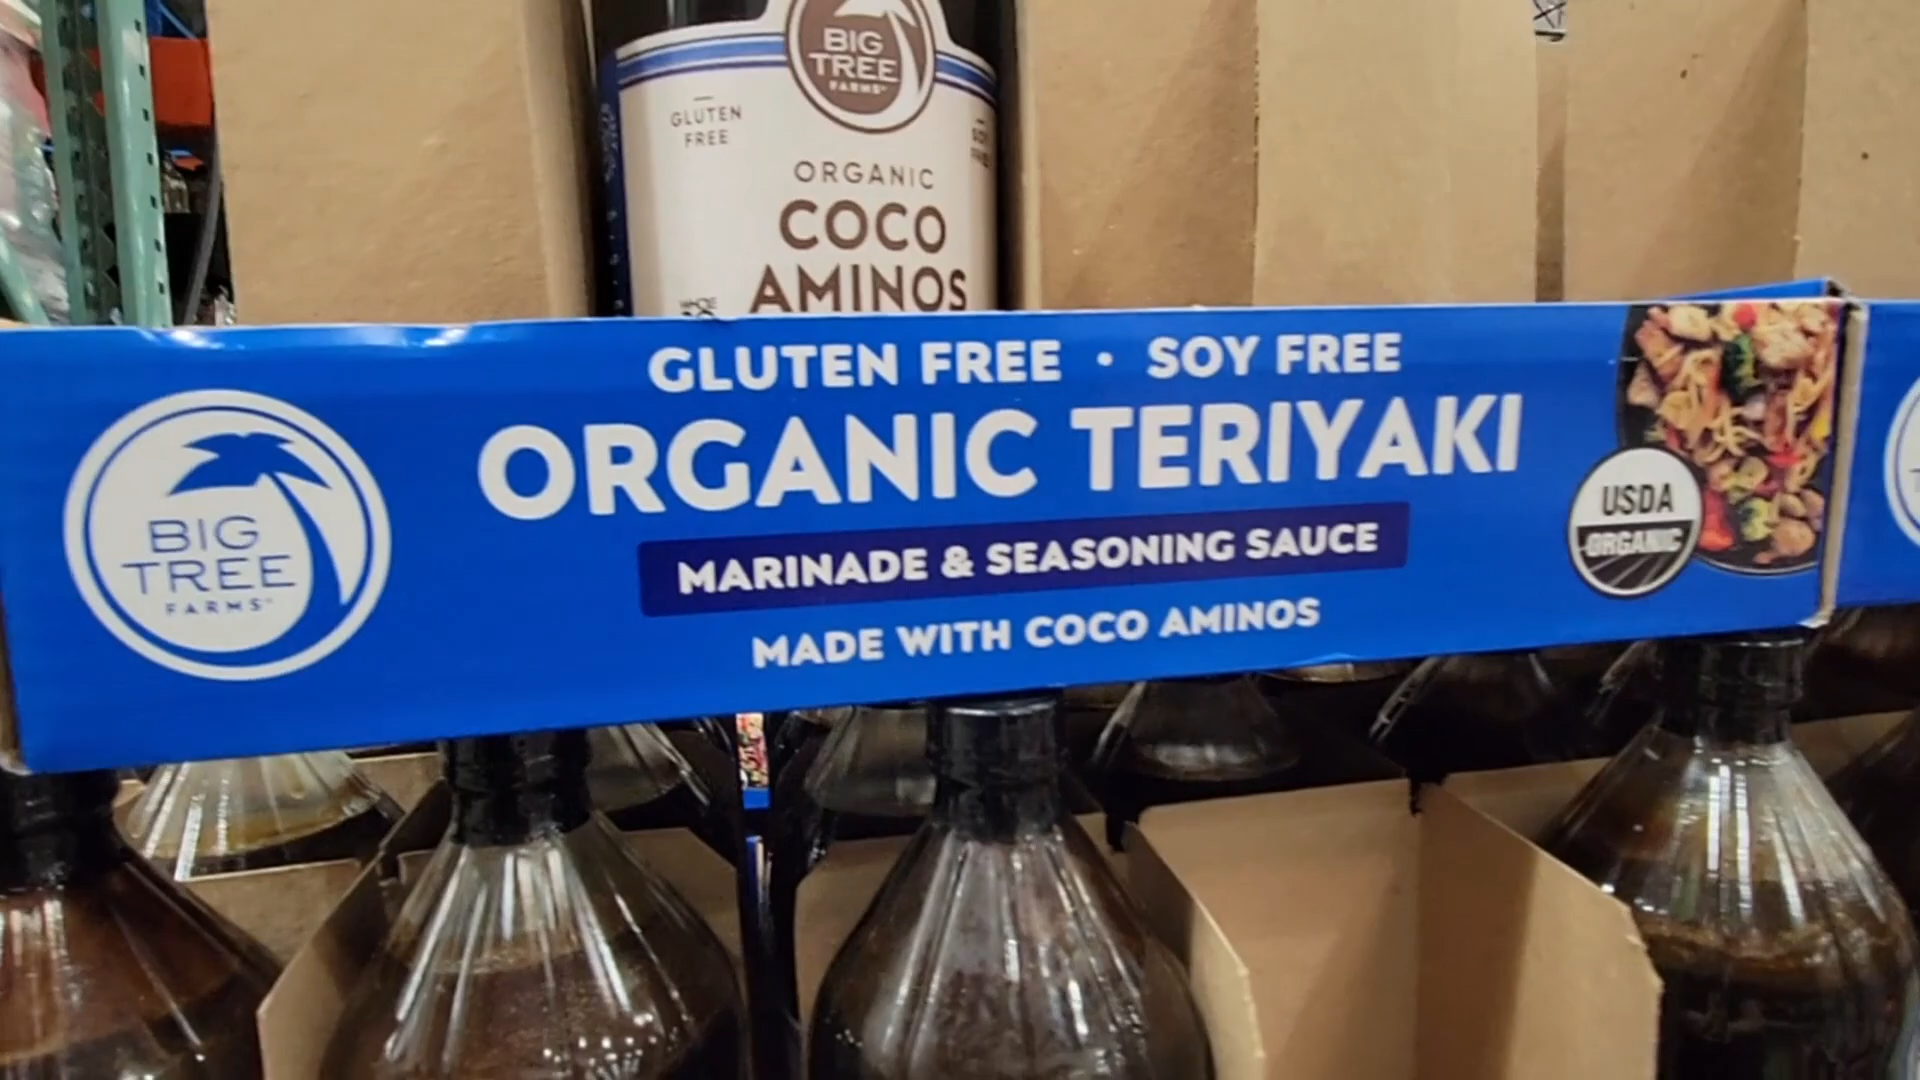 BIG
TREE
FARMS
GLUTEN
FREE
ORGANIC
COCO
AMINOS
WHOLE
GLUTEN FREE • SOY FREE
ORGANIC TERIYAKI
MARINADE & SEASONING SAUCE
MADE WITH COCO AMINOS
BIG
TREE
FARMS
USDA
ORGANIC